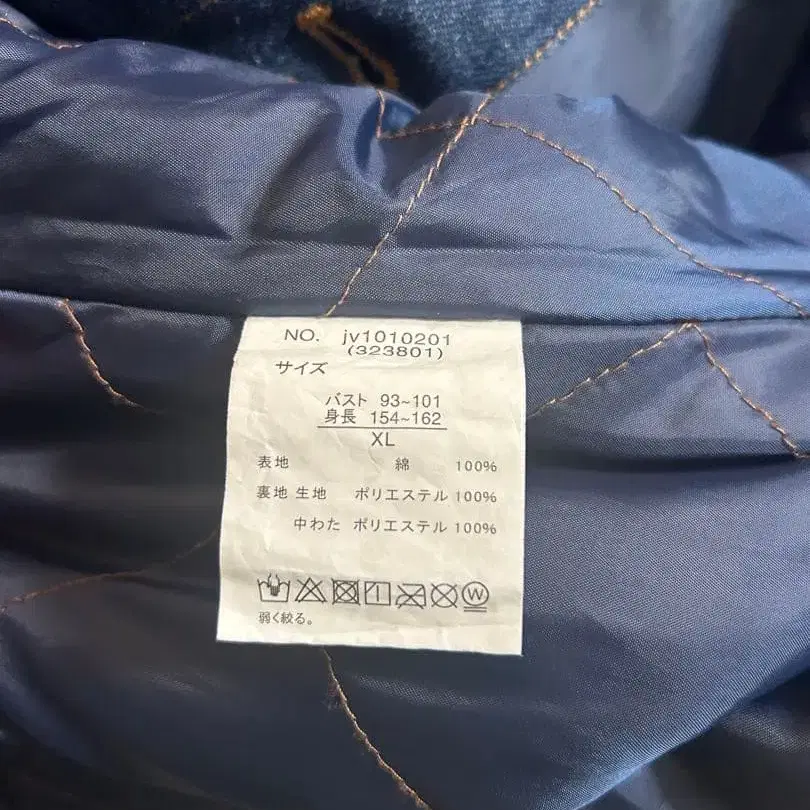 NO. jv1010201
(323801)
サイズ
バスト 93~101
身長 154~162
XL
表地 綿 100%
裏地 生地 ポリエステル 100%
中わた ポリエステル 100%
W
弱く絞る。